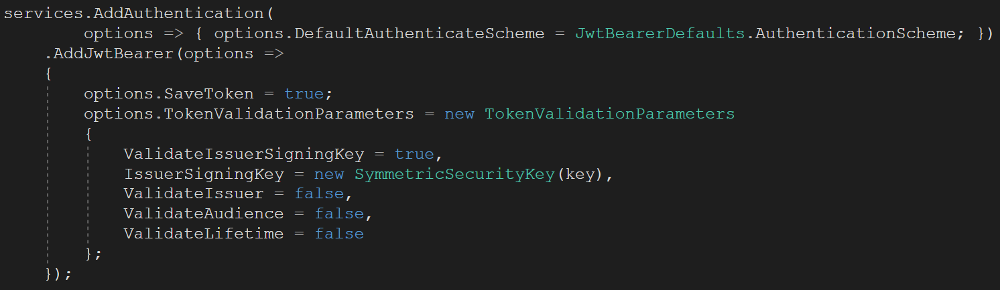 services.AddAuthentication(
options => { options.DefaultAuthenticateScheme = JwtBearerDefaults.AuthenticationScheme; })
.AddJwtBearer(options =>
{
options.SaveToken = true;
options.TokenValidationParameters = new TokenValidationParameters
{
ValidateIssuerSigningKey = true,
IssuerSigningKey = new SymmetricSecurityKey(key),
ValidateIssuer = false,
ValidateAudience = false,
ValidateLifetime = false
};
});